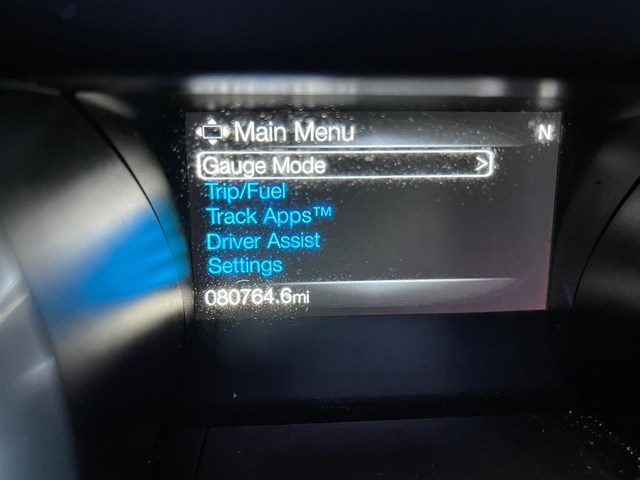 Main Menu N
Gauge Mode >
Trip/Fuel
Track Apps™
Driver Assist
Settings
080764.6mi